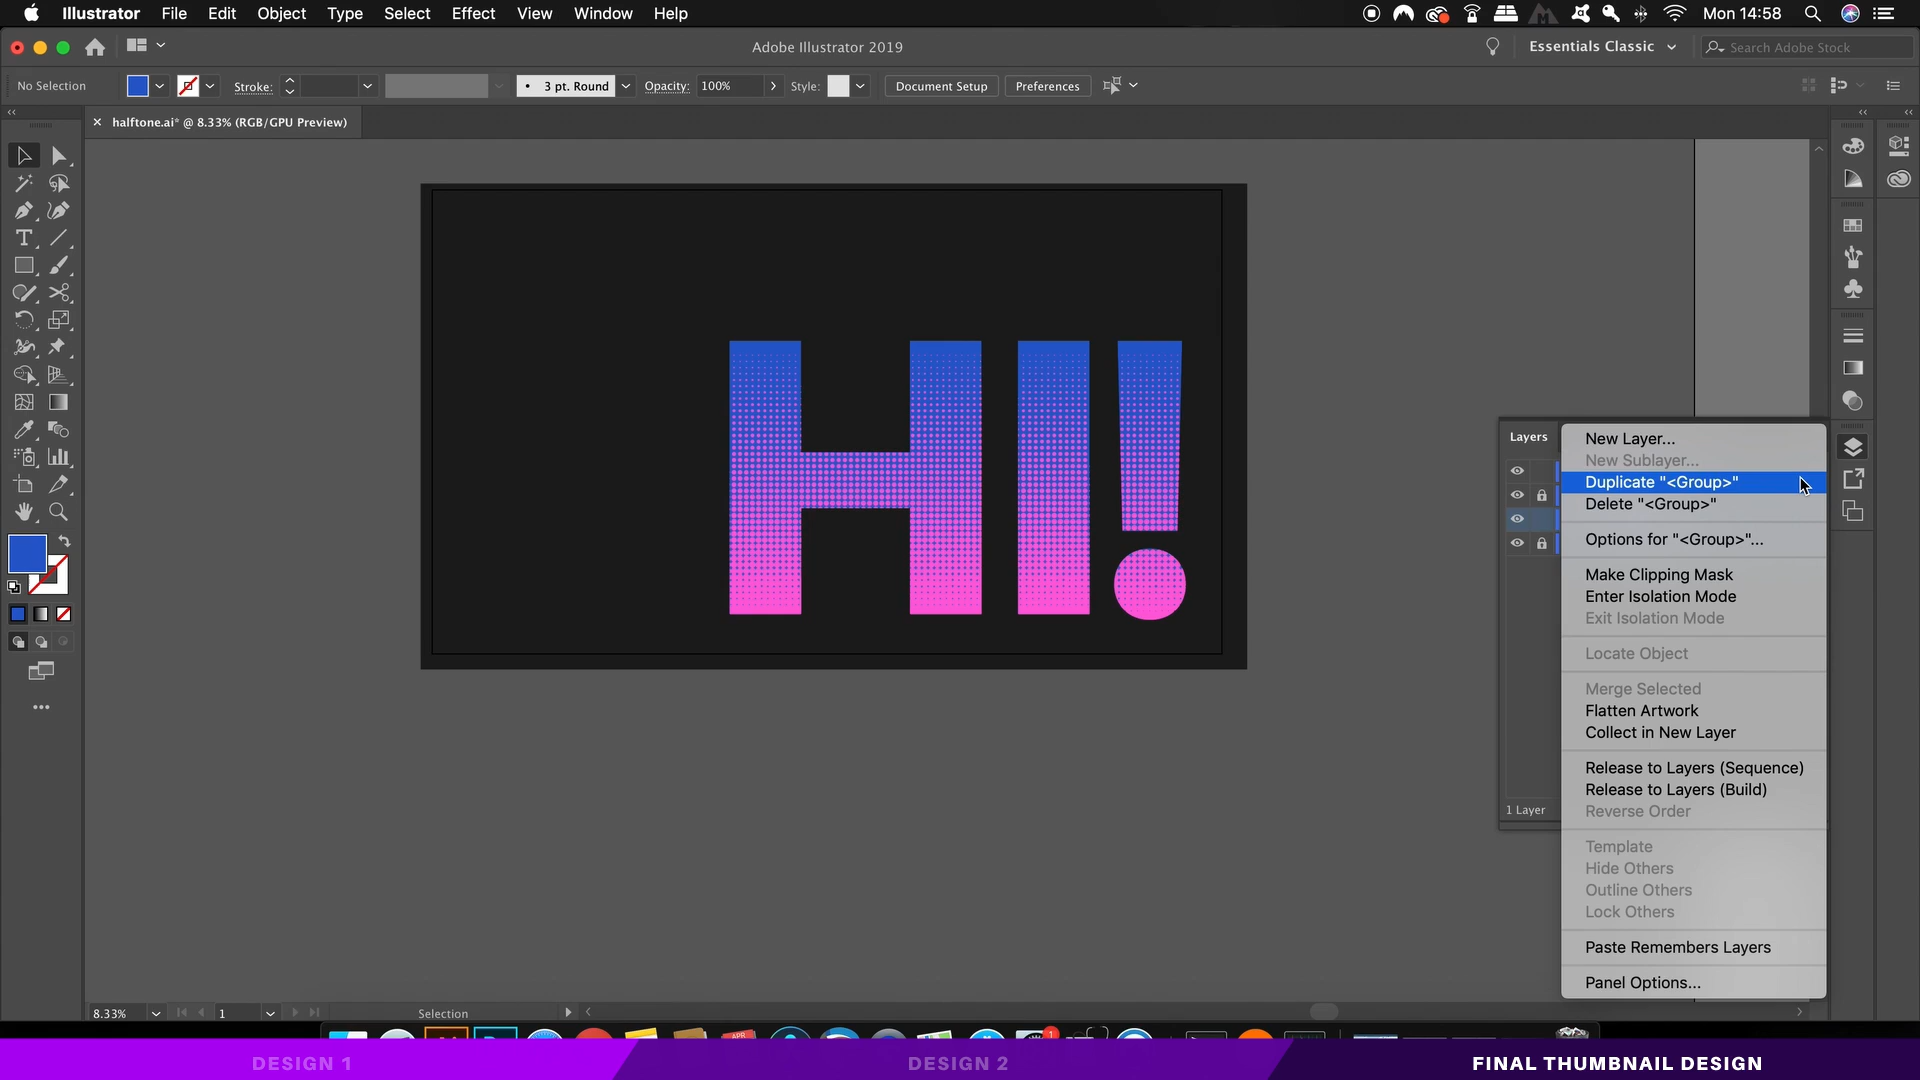 Illustrator File Edit Object Type Select Effect View Window Help Mon 14:58
Adobe Illustrator 2019 Essentials Classic Search Adobe Stock
No Selection Stroke: 3 pt. Round Opacity: 100% Style: Document Setup Preferences
halftone.ai* @ 8.33% (RGB/GPU Preview)
HI!
Layers
New Layer...
New Sublayer...
Duplicate "<Group>"
Delete "<Group>"
Options for "<Group>"...
Make Clipping Mask
Enter Isolation Mode
Exit Isolation Mode
Locate Object
Merge Selected
Flatten Artwork
Collect in New Layer
Release to Layers (Sequence)
Release to Layers (Build)
Reverse Order
1 Layer
Template
Hide Others
Outline Others
Lock Others
Paste Remembers Layers
Panel Options...
8.33% 1 Selection
DESIGN 1 DESIGN 2 FINAL THUMBNAIL DESIGN